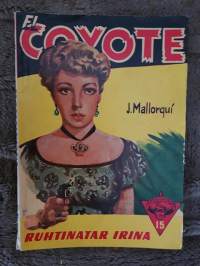 EL
COYOTE
J. Mallorquí
15
RUHTINATAR IRINA